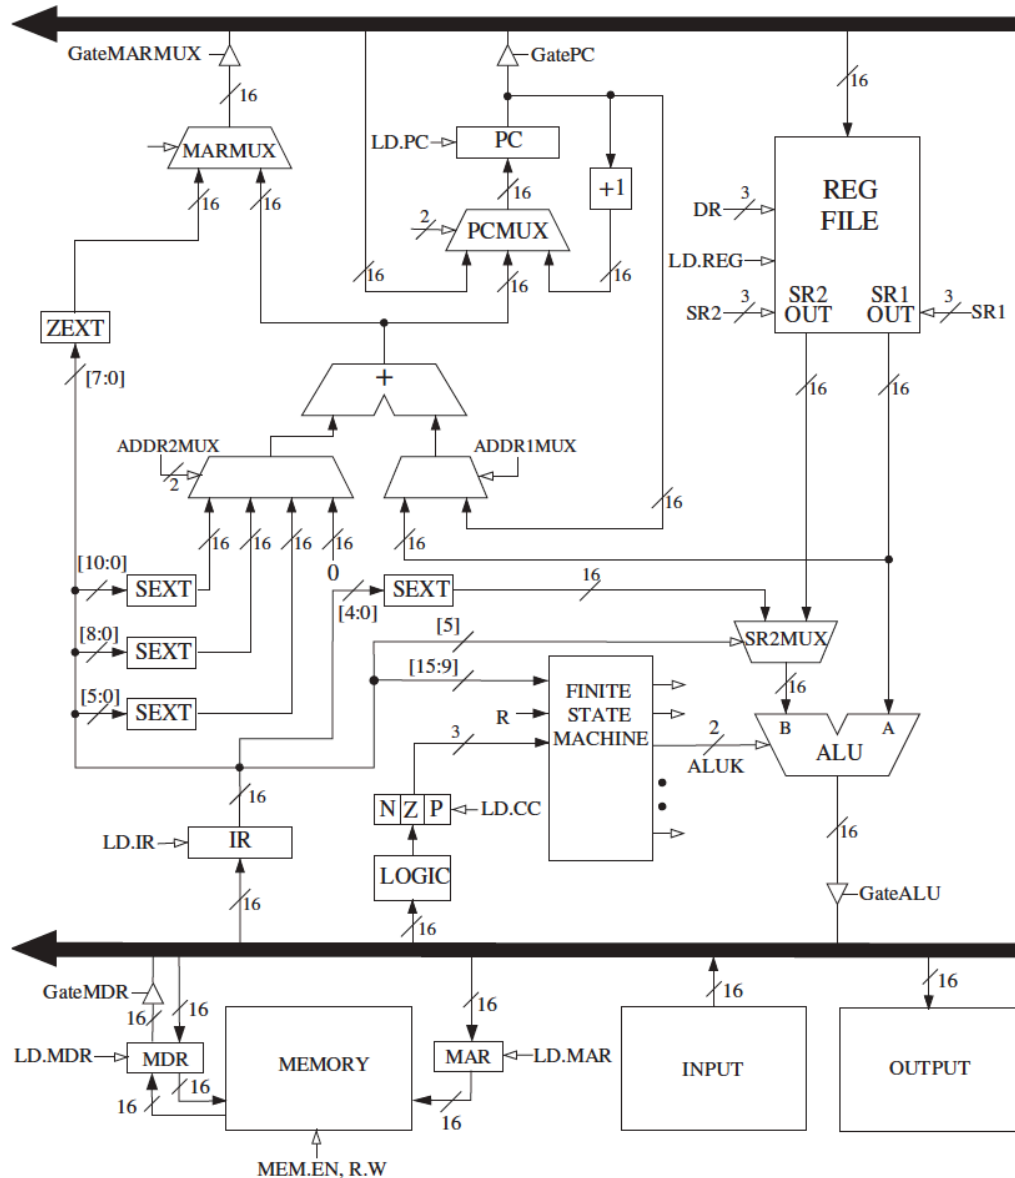 GateMARMUX
GatePC
16
16
MARMUX
LD.PC
PC
16
+1
REG
FILE
16
16
2
PCMUX
DR
3
LD.REG
16
16
16
SR2
3
SR2
OUT
SR1
OUT
3
SR1
ZEXT
[7:0]
+
16
16
ADDR2MUX
2
ADDR1MUX
16
16
16
16
16
16
0
[10:0]
SEXT
[4:0]
SEXT
16
[8:0]
SEXT
[5]
SR2MUX
[15:9]
16
[5:0]
SEXT
R
FINITE
STATE
MACHINE
3
2
ALUK
B
A
ALU
16
N Z P
LD.CC
LD.IR
IR
LOGIC
16
16
16
GateALU
GateMDR
16
16
16
16
16
LD.MDR
MDR
MEMORY
MAR
LD.MAR
INPUT
OUTPUT
16
16
16
MEM.EN, R.W